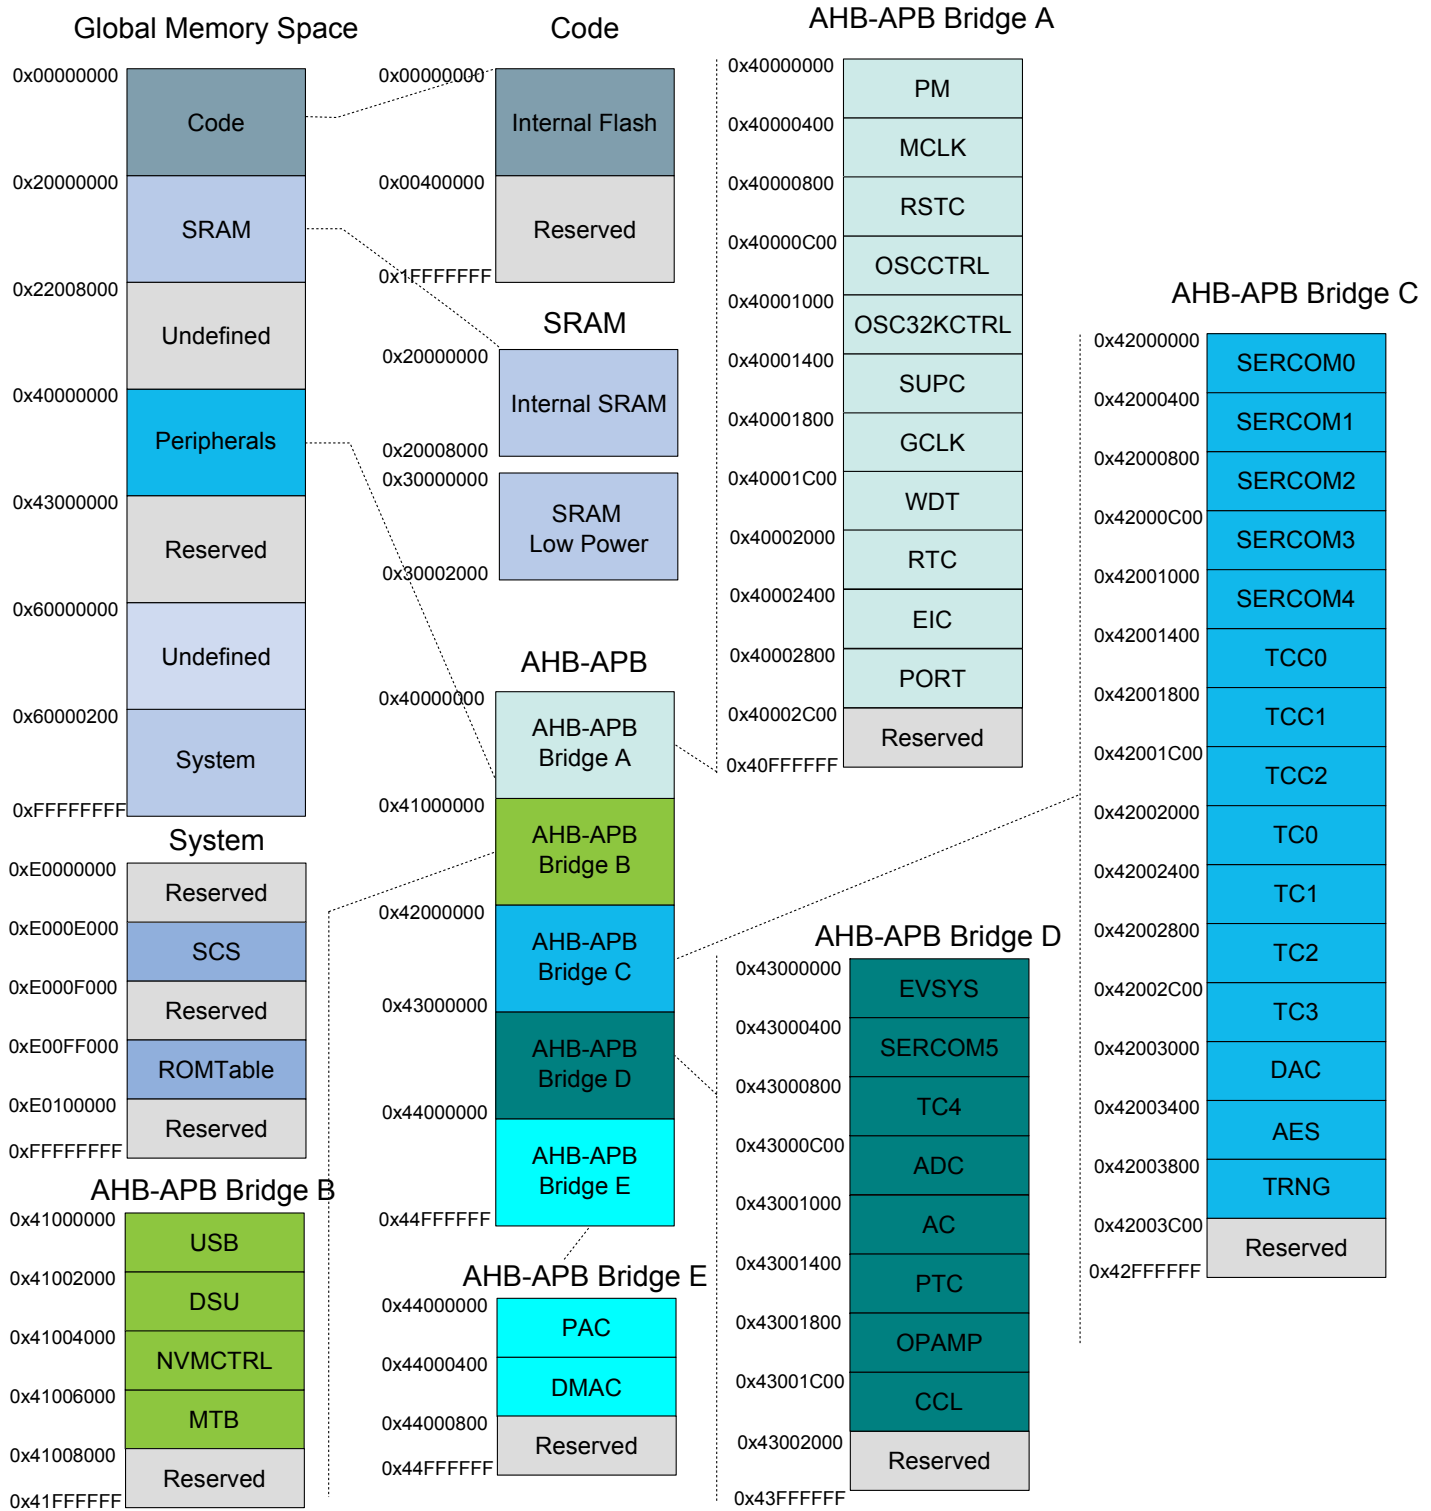 Global Memory Space
0x00000000
Code
0x20000000
SRAM
0x22008000
Undefined
0x40000000
Peripherals
0x43000000
Reserved
0x60000000
Undefined
0x60000200
System
0xFFFFFFFF
System
0xE0000000
Reserved
0xE000E000
SCS
0xE000F000
Reserved
0xE00FF000
ROMTable
0xE0100000
Reserved
0xFFFFFFFF
AHB-APB Bridge B
0x41000000
USB
0x41002000
DSU
0x41004000
NVMCTRL
0x41006000
MTB
0x41008000
Reserved
0x41FFFFFF
Code
0x00000000
Internal Flash
0x00400000
Reserved
0x1FFFFFFF
SRAM
0x20000000
Internal SRAM
0x20008000
0x30000000
SRAM
Low Power
0x30002000
AHB-APB
0x40000000
AHB-APB
Bridge A
0x41000000
AHB-APB
Bridge B
0x42000000
AHB-APB
Bridge C
0x43000000
AHB-APB
Bridge D
0x44000000
AHB-APB
Bridge E
0x44FFFFFF
AHB-APB Bridge E
0x44000000
PAC
0x44000400
DMAC
0x44000800
Reserved
0x44FFFFFF
AHB-APB Bridge A
0x40000000
PM
0x40000400
MCLK
0x40000800
RSTC
0x40000C00
OSCCTRL
0x40001000
OSC32KCTRL
0x40001400
SUPC
0x40001800
GCLK
0x40001C00
WDT
0x40002000
RTC
0x40002400
EIC
0x40002800
PORT
0x40002C00
Reserved
0x40FFFFFF
AHB-APB Bridge D
0x43000000
EVSYS
0x43000400
SERCOM5
0x43000800
TC4
0x43000C00
ADC
0x43001000
AC
0x43001400
PTC
0x43001800
OPAMP
0x43001C00
CCL
0x43002000
Reserved
0x43FFFFFF
AHB-APB Bridge C
0x42000000
SERCOM0
0x42000400
SERCOM1
0x42000800
SERCOM2
0x42000C00
SERCOM3
0x42001000
SERCOM4
0x42001400
TCC0
0x42001800
TCC1
0x42001C00
TCC2
0x42002000
TC0
0x42002400
TC1
0x42002800
TC2
0x42002C00
TC3
0x42003000
DAC
0x42003400
AES
0x42003800
TRNG
0x42003C00
Reserved
0x42FFFFFF